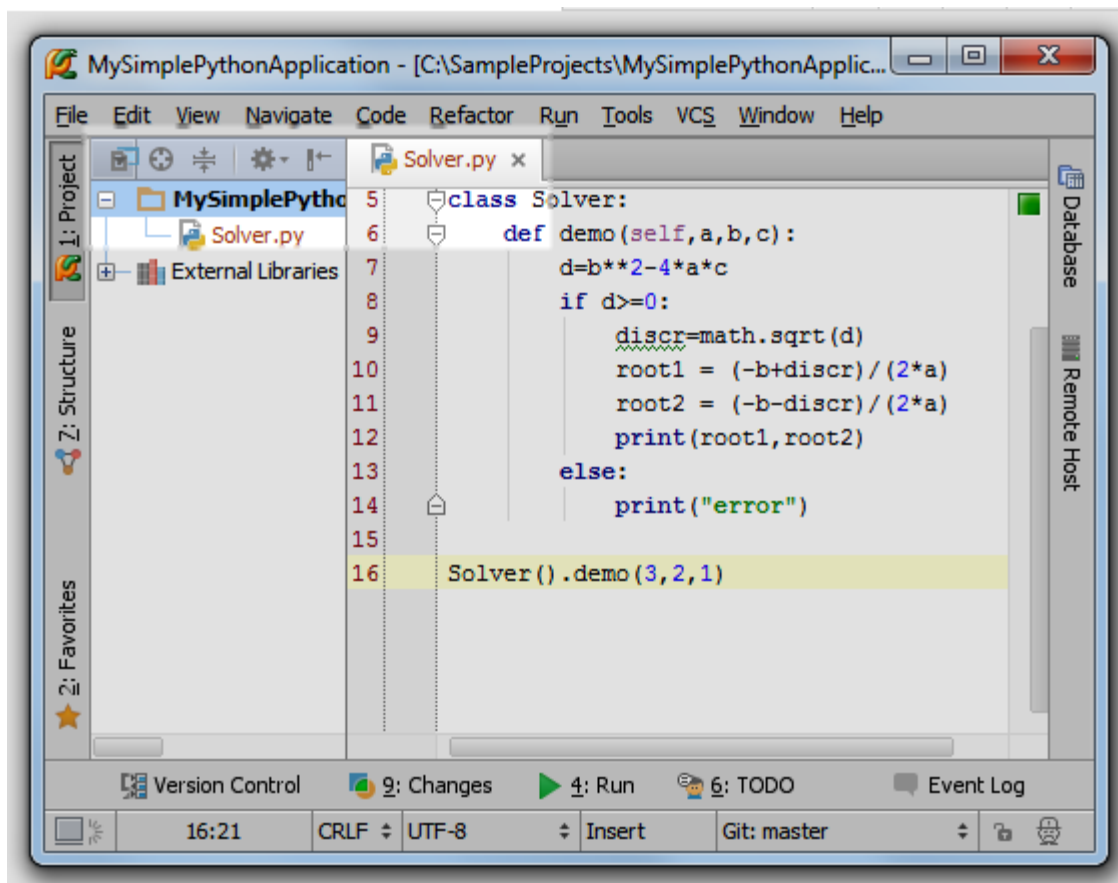 MySimplePythonApplication - [C:\SampleProjects\MySimplePythonApplic...
File Edit View Navigate Code Refactor Run Tools VCS Window Help
Solver.py
1: Project
7: Structure
2: Favorites
MySimplePytho
Solver.py
External Libraries
5 class Solver:
6     def demo(self,a,b,c):
7         d=b**2-4*a*c
8         if d>=0:
9             discr=math.sqrt(d)
10             root1 = (-b+discr)/(2*a)
11             root2 = (-b-discr)/(2*a)
12             print(root1,root2)
13         else:
14             print("error")
15
16 Solver().demo(3,2,1)
Database
Remote Host
Version Control 9: Changes 4: Run 6: TODO Event Log
16:21 CRLF UTF-8 Insert Git: master